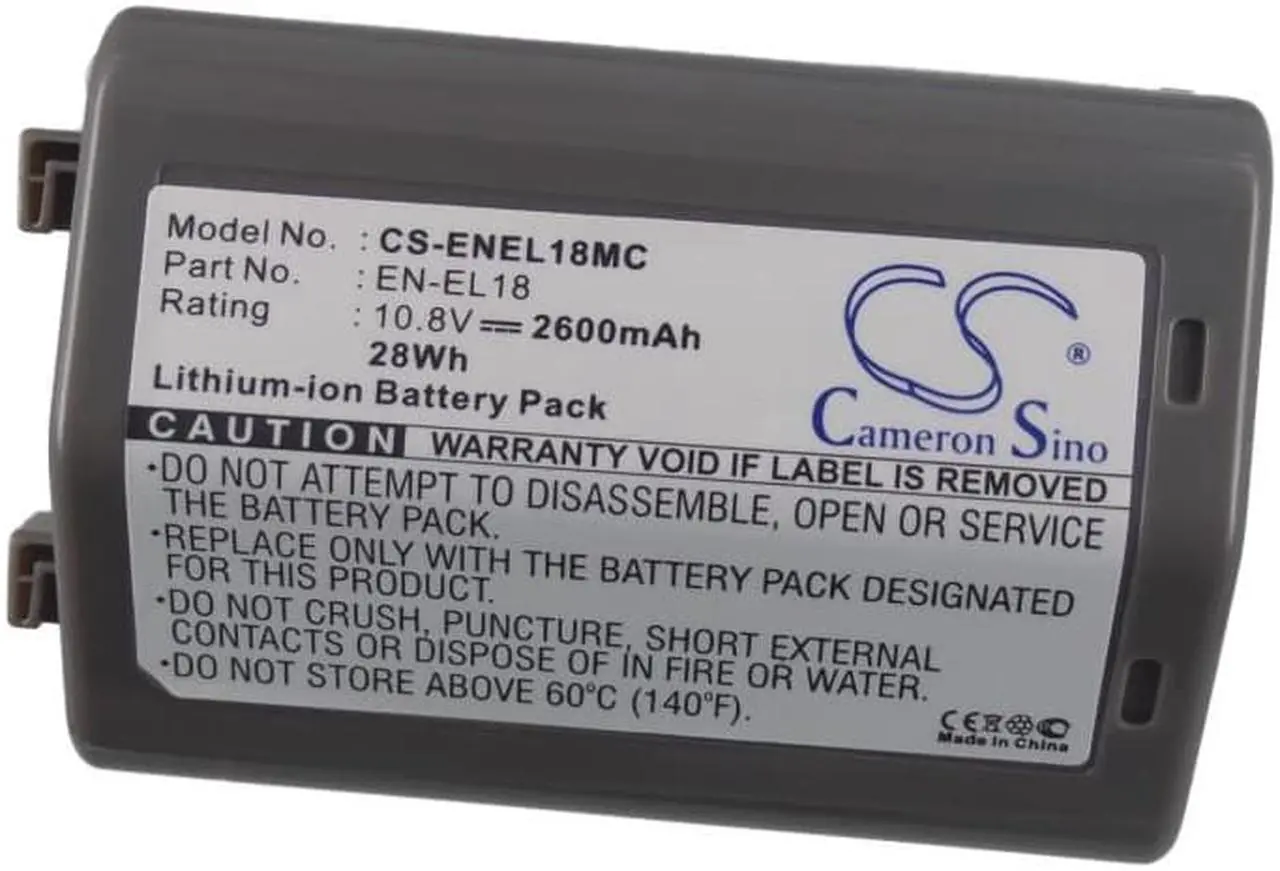 Model No. : CS-ENEL18MC
Part No. : EN-EL18
Rating : 10.8V 2600mAh
28Wh
Lithium-ion Battery Pack
CS ®
Cameron Sino
CAUTION WARRANTY VOID IF LABEL IS REMOVED
•DO NOT ATTEMPT TO DISASSEMBLE, OPEN OR SERVICE
THE BATTERY PACK.
•REPLACE ONLY WITH THE BATTERY PACK DESIGNATED
FOR THIS PRODUCT.
•DO NOT CRUSH, PUNCTURE, SHORT EXTERNAL
CONTACTS OR DISPOSE OF IN FIRE OR WATER.
•DO NOT STORE ABOVE 60°C (140°F).
CE
Made in China